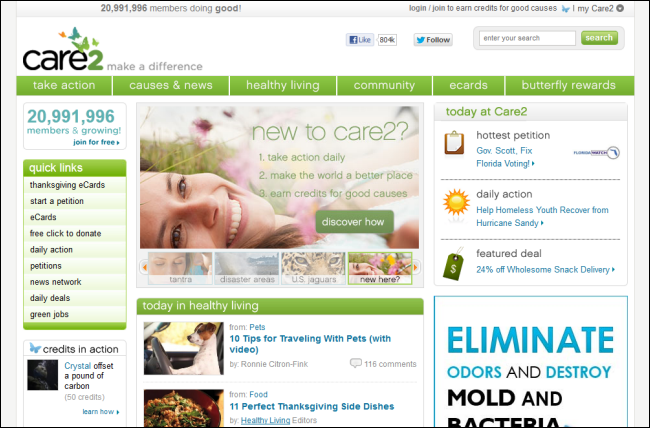 20,991,996 members doing good!
login / join to earn credits for good causes
my Care2
care2 make a difference
Like 804k
Follow
enter your search
search
take action
causes & news
healthy living
community
ecards
butterfly rewards
20,991,996
members & growing!
join for free
quick links
thanksgiving eCards
start a petition
eCards
free click to donate
daily action
petitions
news network
daily deals
green jobs
credits in action
Crystal offset
a pound of
carbon
(50 credits)
learn how
new to care2?
1. take action daily
2. make the world a better place
3. earn credits for good causes
discover how
tantra
disaster areas
U.S. jaguars
new here?
today in healthy living
from: Pets
10 Tips for Traveling With Pets (with
video)
by: Ronnie Citron-Fink
116 comments
from: Food
11 Perfect Thanksgiving Side Dishes
by: Healthy Living Editors
today at Care2
hottest petition
Gov. Scott, Fix
Florida Voting!
FLORIDA WATCH
daily action
Help Homeless Youth Recover from
Hurricane Sandy
featured deal
24% off Wholesome Snack Delivery
ELIMINATE
ODORS AND DESTROY
MOLD AND
BACTERIA